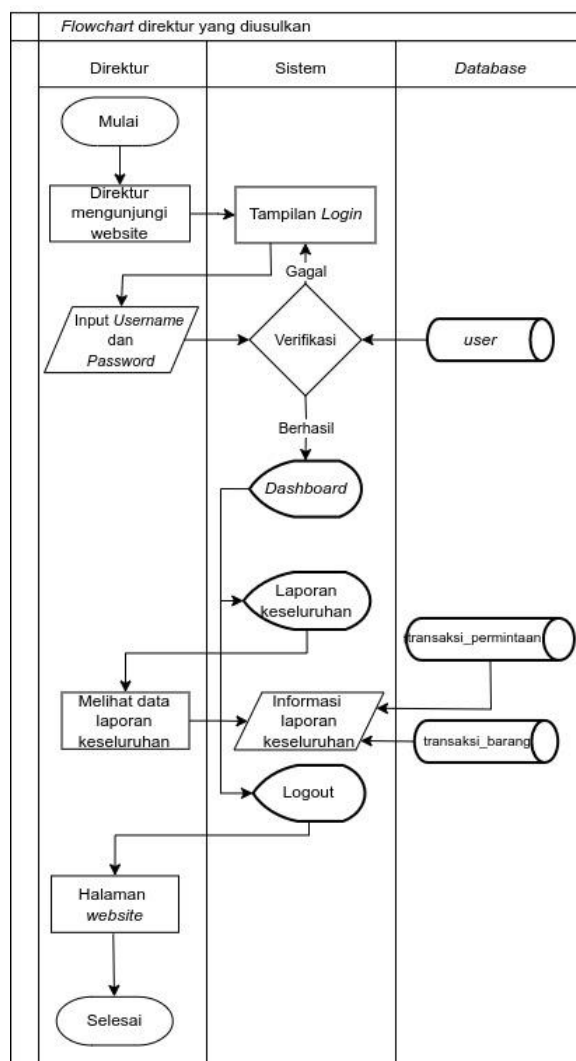 Flowchart direktur yang diusulkan
Direktur
Sistem
Database
Mulai
Direktur
mengunjungi
website
Tampilan Login
Gagal
Input Username
dan
Password
Verifikasi
user
Berhasil
Dashboard
Laporan
keseluruhan
transaksi_permintaan
Melihat data
laporan
keseluruhan
Informasi
laporan
keseluruhan
transaksi_barang
Logout
Halaman
website
Selesai